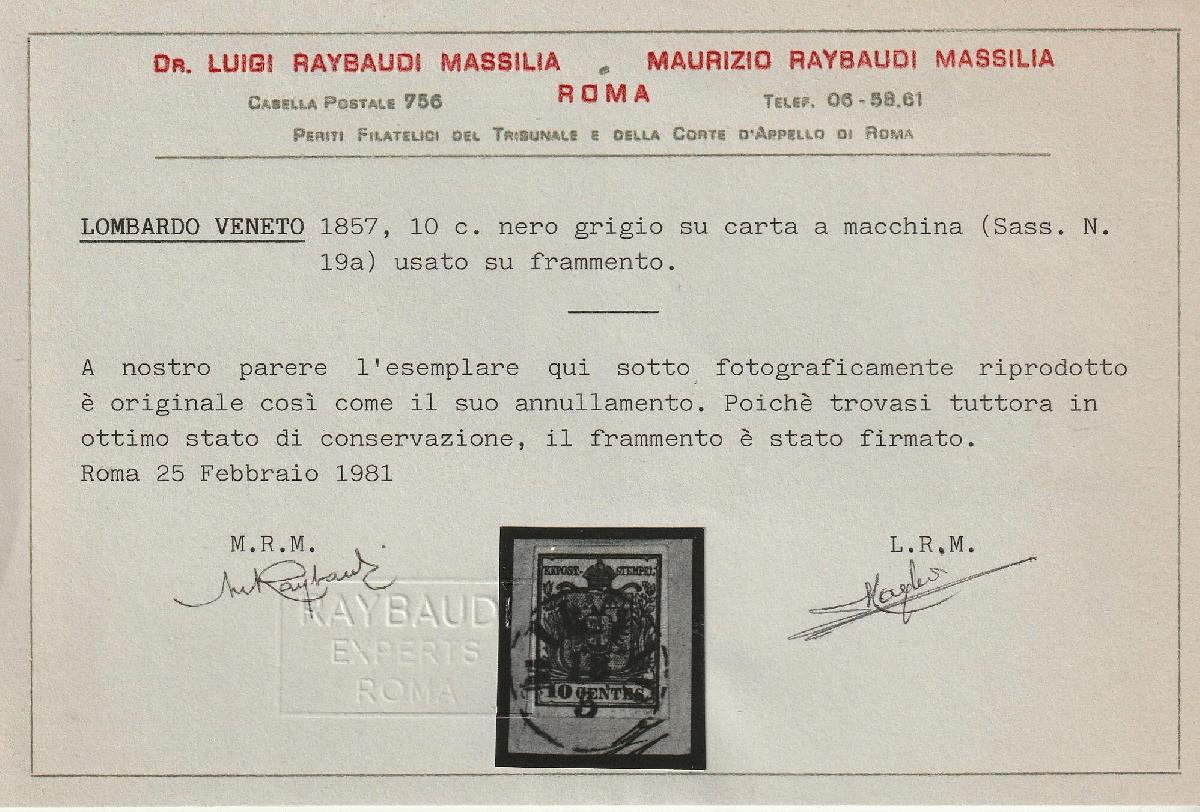 DR. LUIGI RAYBAUDI MASSILIA MAURIZIO RAYBAUDI MASSILIA
ROMA
CASELLA POSTALE 756 TELEF. 06-58.61
PERITI FILATELICI DEL TRIBUNALE E DELLA CORTE D'APPELLO DI ROMA
LOMBARDO VENETO 1857, 10 c. nero grigio su carta a macchina (Sass. N.
19a) usato su frammento.
A nostro parere l'esemplare qui sotto fotograficamente riprodotto
è originale così come il suo annullamento. Poichè trovasi tuttora in
ottimo stato di conservazione, il frammento è stato firmato.
Roma 25 Febbraio 1981
M.R.M. L.R.M.
RAYBAUD
EXPERTS
ROMA
KKPOST-STEMPEL
10 CENTES.